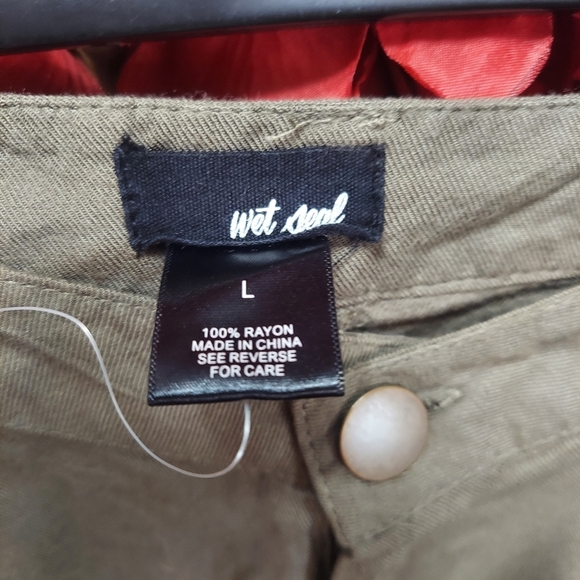 wet seal
L
100% RAYON
MADE IN CHINA
SEE REVERSE
FOR CARE